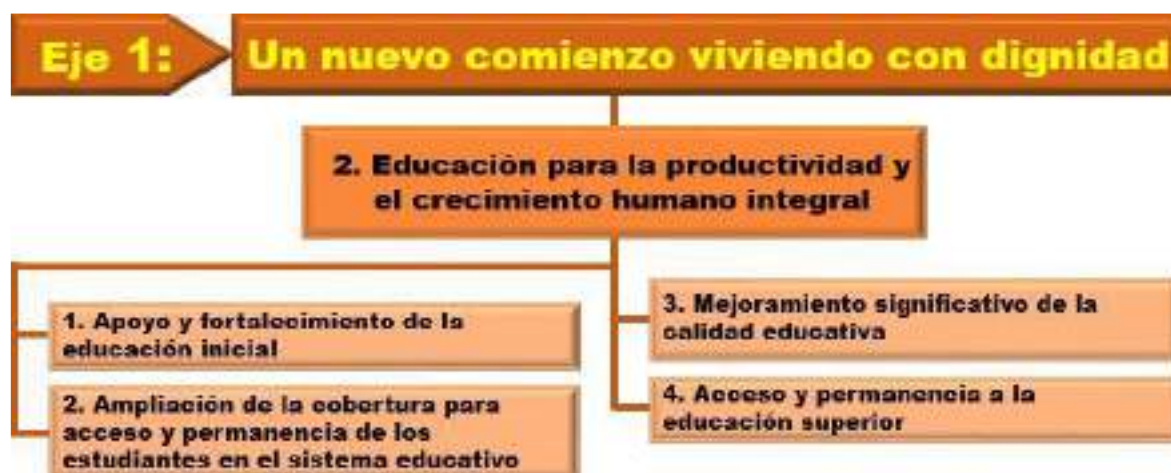 Eje 1:
Un nuevo comienzo viviendo con dignidad
2. Educación para la productividad y
el crecimiento humano integral
1. Apoyo y fortalecimiento de la
educación inicial
2. Ampliación de la cobertura para
acceso y permanencia de los
estudiantes en el sistema educativo
3. Mejoramiento significativo de la
calidad educativa
4. Acceso y permanencia a la
educación superior